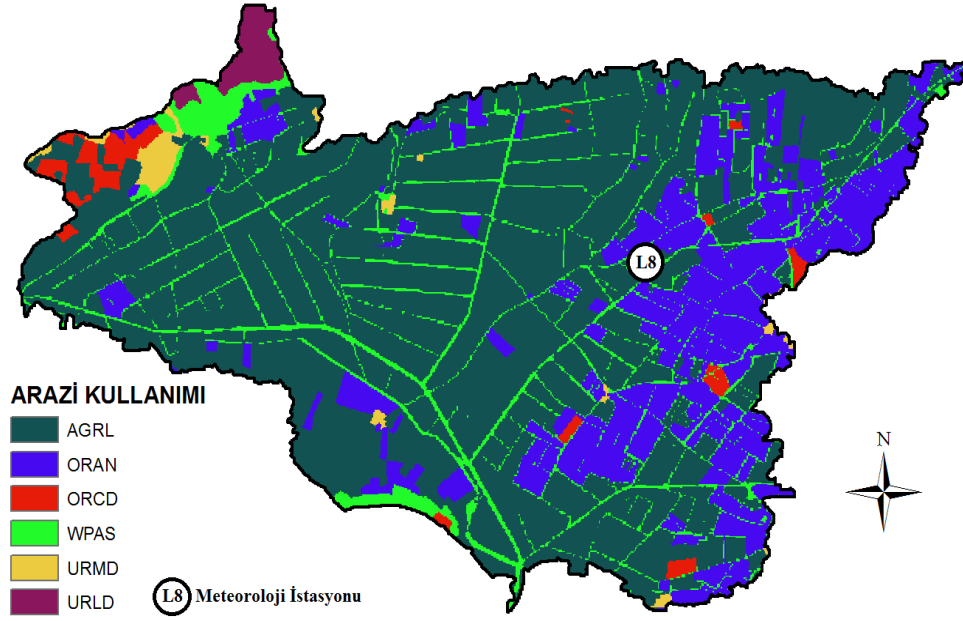 L8
ARAZİ KULLANIMI
AGRL
ORAN
ORCD
WPAS
URMD
URLD
L8 Meteoroloji İstasyonu
N